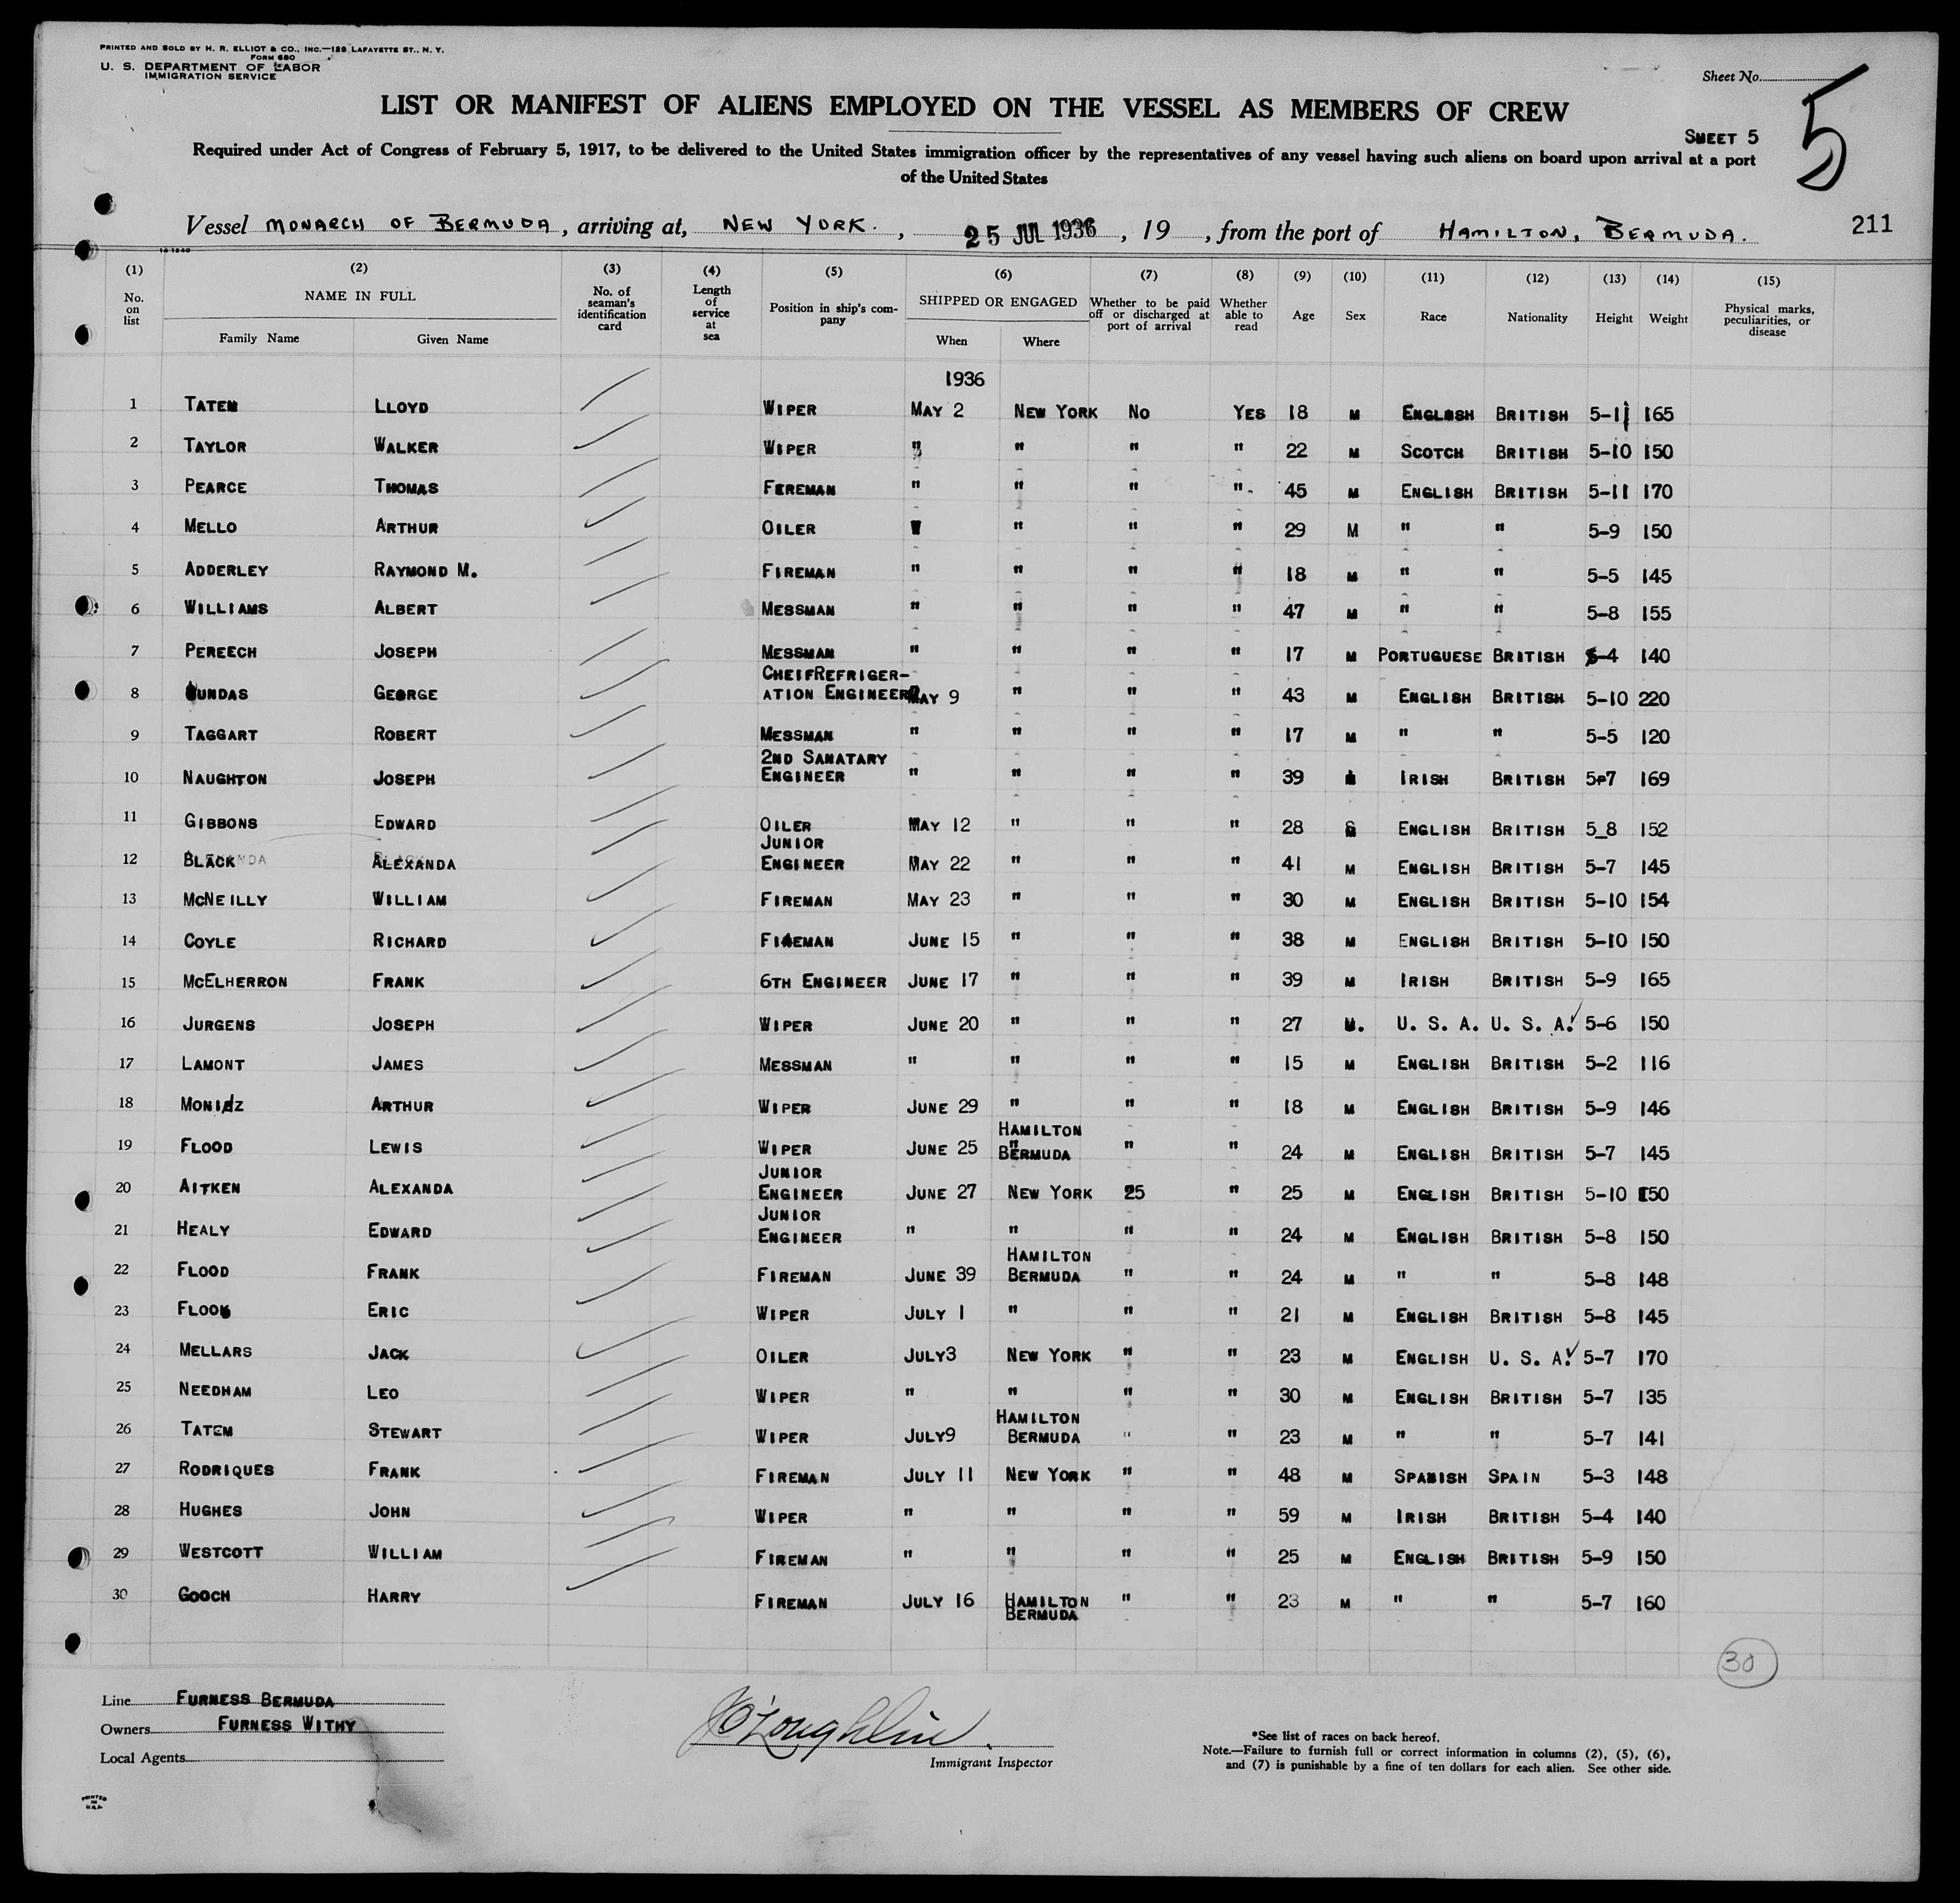 PRINTED AND SOLD BY H. R. ELLIOT & CO., INC.—129 LAFAYETTE ST., N. Y.
FORM 680
U. S. DEPARTMENT OF LABOR
IMMIGRATION SERVICE
Sheet No.
5
LIST OR MANIFEST OF ALIENS EMPLOYED ON THE VESSEL AS MEMBERS OF CREW
SHEET 5
Required under Act of Congress of February 5, 1917, to be delivered to the United States immigration officer by the representatives of any vessel having such aliens on board upon arrival at a port
of the United States
Vessel MONARCH OF BERMUDA, arriving at, NEW YORK. , 25 JUL 1936 , 19 , from the port of HAMILTON, BERMUDA. 211
(1) No. on list (2) NAME IN FULL Family Name Given Name (3) No. of seaman's identification card (4) Length of service at sea (5) Position in ship's company (6) SHIPPED OR ENGAGED When Where (7) Whether to be paid off or discharged at port of arrival (8) Whether able to read (9) Age (10) Sex (11) Race (12) Nationality (13) Height (14) Weight (15) Physical marks, peculiarities, or disease
1936
1 TATEM LLOYD WIPER MAY 2 NEW YORK NO YES 18 M ENGLISH BRITISH 5-11 165
2 TAYLOR WALKER WIPER " " " " 22 M SCOTCH BRITISH 5-10 150
3 PEARCE THOMAS FEREMAN " " " " 45 M ENGLISH BRITISH 5-11 170
4 MELLO ARTHUR OILER " " " " 29 M " " 5-9 150
5 ADDERLEY RAYMOND M. FIREMAN " " " " 18 M " " 5-5 145
6 WILLIAMS ALBERT MESSMAN " " " " 47 M " " 5-8 155
7 PEREECH JOSEPH MESSMAN " " " " 17 M PORTUGUESE BRITISH 5-4 140
8 DUNDAS GEORGE CHEIF REFRIGER-ATION ENGINEER MAY 9 " " " 43 M ENGLISH BRITISH 5-10 220
9 TAGGART ROBERT MESSMAN " " " " 17 M " " 5-5 120
10 NAUGHTON JOSEPH 2ND SANATARY ENGINEER " " " " 39 M IRISH BRITISH 5-7 169
11 GIBBONS EDWARD OILER MAY 12 " " " 28 M ENGLISH BRITISH 5_8 152
12 BLACK ALEXANDA JUNIOR ENGINEER MAY 22 " " " 41 M ENGLISH BRITISH 5-7 145
13 MCNEILLY WILLIAM FIREMAN MAY 23 " " " 30 M ENGLISH BRITISH 5-10 154
14 COYLE RICHARD FIREMAN JUNE 15 " " " 38 M ENGLISH BRITISH 5-10 150
15 MCELHERRON FRANK 6TH ENGINEER JUNE 17 " " " 39 M IRISH BRITISH 5-9 165
16 JURGENS JOSEPH WIPER JUNE 20 " " " 27 M. U. S. A. U. S. A. 5-6 150
17 LAMONT JAMES MESSMAN " " " " 15 M ENGLISH BRITISH 5-2 116
18 MONIZ ARTHUR WIPER JUNE 29 " " " 18 M ENGLISH BRITISH 5-9 146
19 FLOOD LEWIS WIPER JUNE 25 HAMILTON BERMUDA " " 24 M ENGLISH BRITISH 5-7 145
20 AITKEN ALEXANDA JUNIOR ENGINEER JUNE 27 NEW YORK 25 " 25 M ENGLISH BRITISH 5-10 150
21 HEALY EDWARD JUNIOR ENGINEER " " " " 24 M ENGLISH BRITISH 5-8 150
22 FLOOD FRANK FIREMAN JUNE 39 HAMILTON BERMUDA " " 24 M " " 5-8 148
23 FLOOK ERIC WIPER JULY 1 " " " 21 M ENGLISH BRITISH 5-8 145
24 MELLARS JACK OILER JULY3 NEW YORK " " 23 M ENGLISH U. S. A. 5-7 170
25 NEEDHAM LEO WIPER " " " " 30 M ENGLISH BRITISH 5-7 135
26 TATEM STEWART WIPER JULY9 HAMILTON BERMUDA " " 23 M " " 5-7 141
27 RODRIQUES FRANK FIREMAN JULY 11 NEW YORK " " 48 M SPANISH SPAIN 5-3 148
28 HUGHES JOHN WIPER " " " " 59 M IRISH BRITISH 5-4 140
29 WESTCOTT WILLIAM FIREMAN " " " " 25 M ENGLISH BRITISH 5-9 150
30 GOOCH HARRY FIREMAN JULY 16 HAMILTON BERMUDA " " 23 M " " 5-7 160
30
Line FURNESS BERMUDA
Owners FURNESS WITHY
Local Agents
O'Loughlin
Immigrant Inspector
*See list of races on back hereof.
Note.—Failure to furnish full or correct information in columns (2), (5), (6),
and (7) is punishable by a fine of ten dollars for each alien. See other side.
PRINTED IN U.S.A.